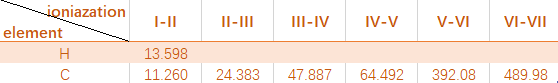 ioniazation I-II II-III III-IV IV-V V-VI VI-VII
element
H 13.598
C 11.260 24.383 47.887 64.492 392.08 489.98